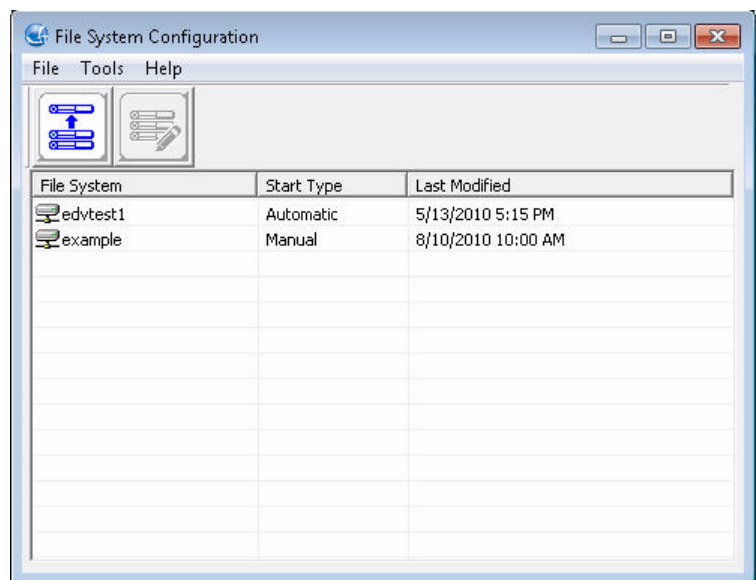 File System Configuration
File Tools Help
File System Start Type Last Modified
edvtest1 Automatic 5/13/2010 5:15 PM
example Manual 8/10/2010 10:00 AM